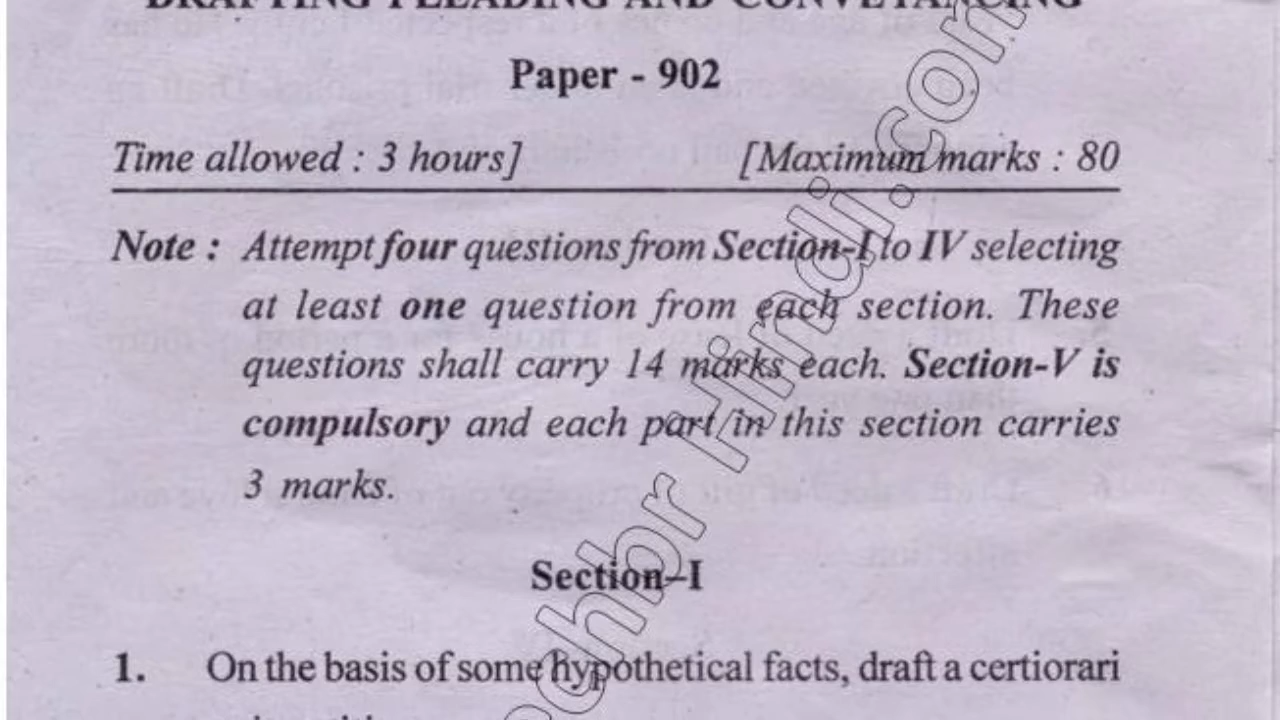 DRAFTING PLEADING AND CONVEYANCING
Paper - 902
Time allowed : 3 hours] [Maximum marks : 80
Note : Attempt four questions from Section-I to IV selecting
at least one question from each section. These
questions shall carry 14 marks each. Section-V is
compulsory and each part in this section carries
3 marks.
Section–I
1. On the basis of some hypothetical facts, draft a certiorari
Hindi.com